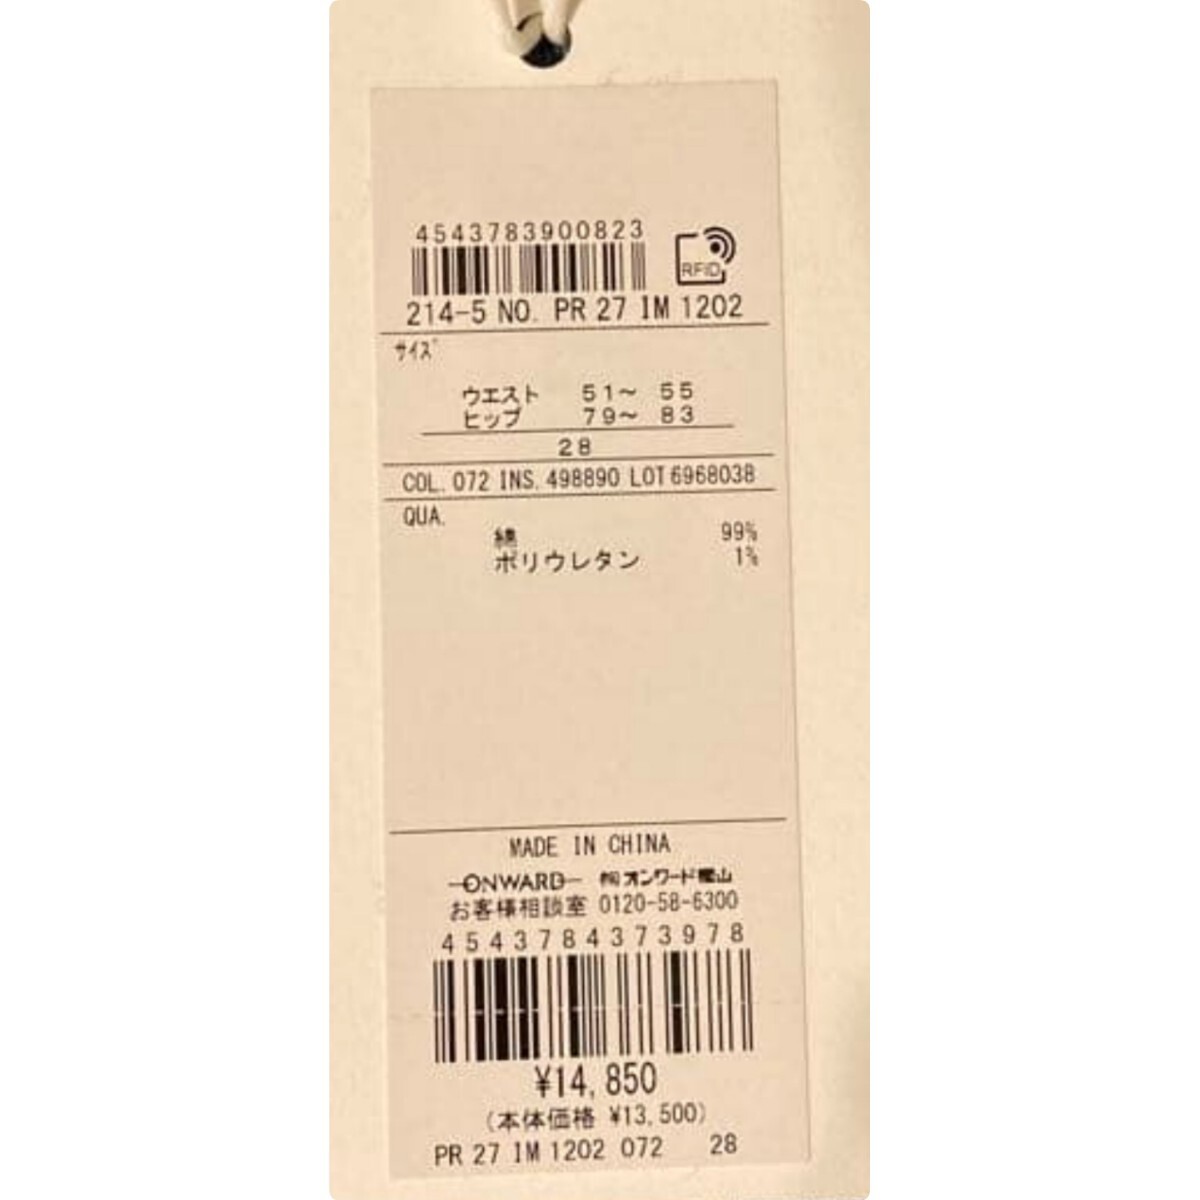 4543783900823
RFID
214-5 NO. PR 27 IM 1202
サイズ
ウエスト 51〜 55
ヒップ 79〜 83
28
COL. 072 INS. 498890 LOT 6968038
QUA.
綿 99%
ポリウレタン 1%
MADE IN CHINA
ONWARD ㈱オンワード樫山
お客様相談室 0120-58-6300
4543784373978
¥14,850
(本体価格 ¥13,500)
PR 27 IM 1202 072 28